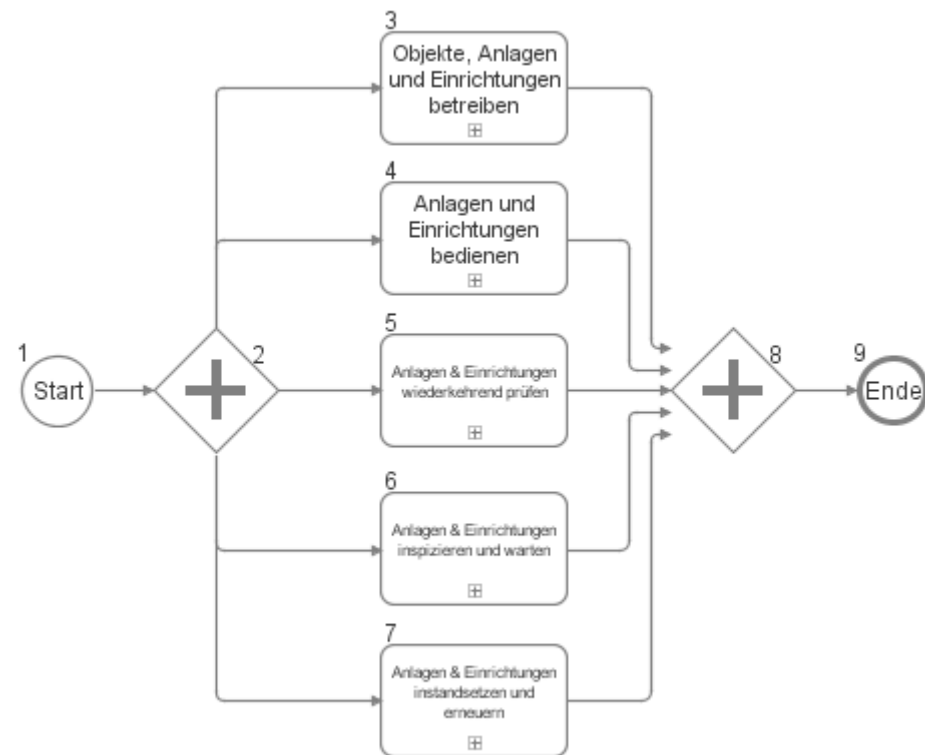 3
Objekte, Anlagen
und Einrichtungen
betreiben
4
Anlagen und
Einrichtungen
bedienen
1
Start
2
5
Anlagen & Einrichtungen
wiederkehrend prüfen
8
9
Ende
6
Anlagen & Einrichtungen
inspizieren und warten
7
Anlagen & Einrichtungen
instandsetzen und
erneuern